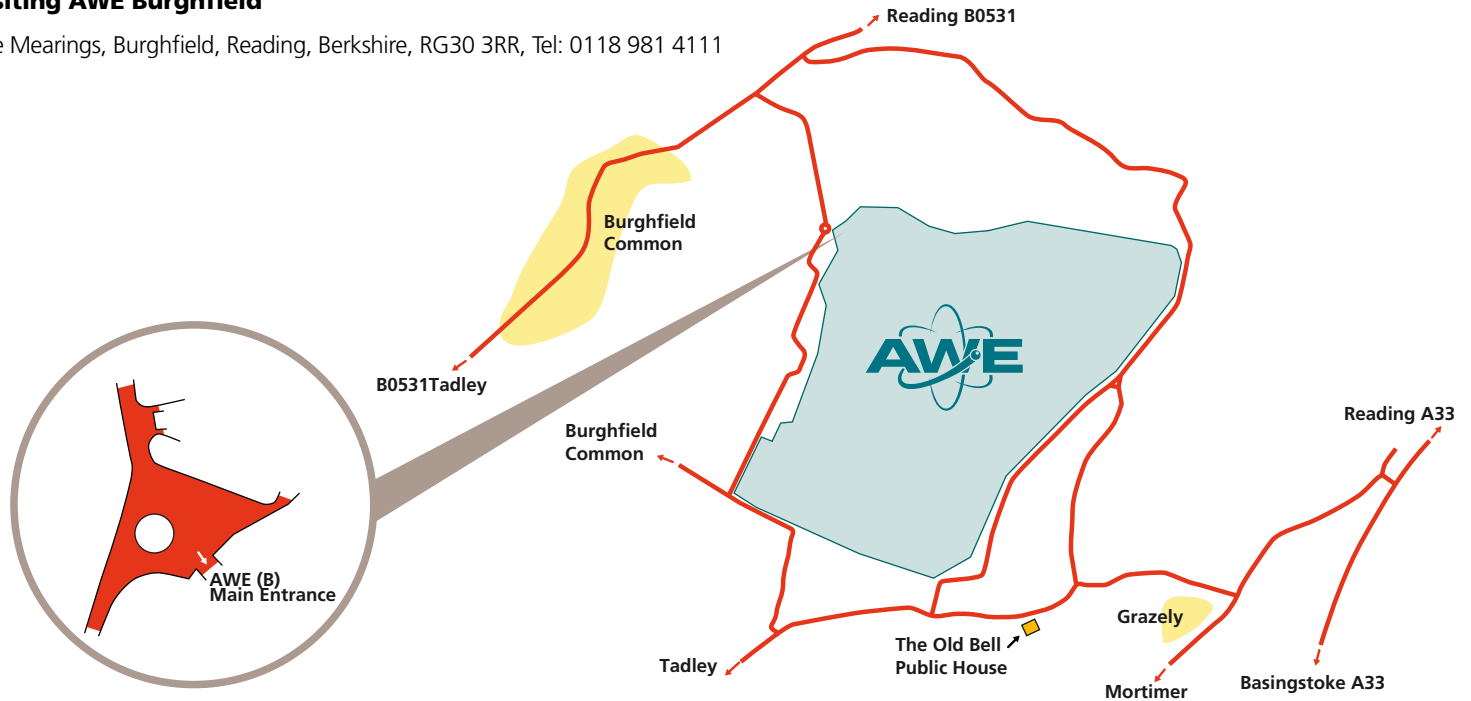 siting AWE Burghfield
e Mearings, Burghfield, Reading, Berkshire, RG30 3RR, Tel: 0118 981 4111
Reading B0531
Burghfield
Common
B0531Tadley
AWE
Burghfield
Common
Reading A33
AWE (B)
Main Entrance
Grazely
The Old Bell
Public House
Tadley
Mortimer
Basingstoke A33